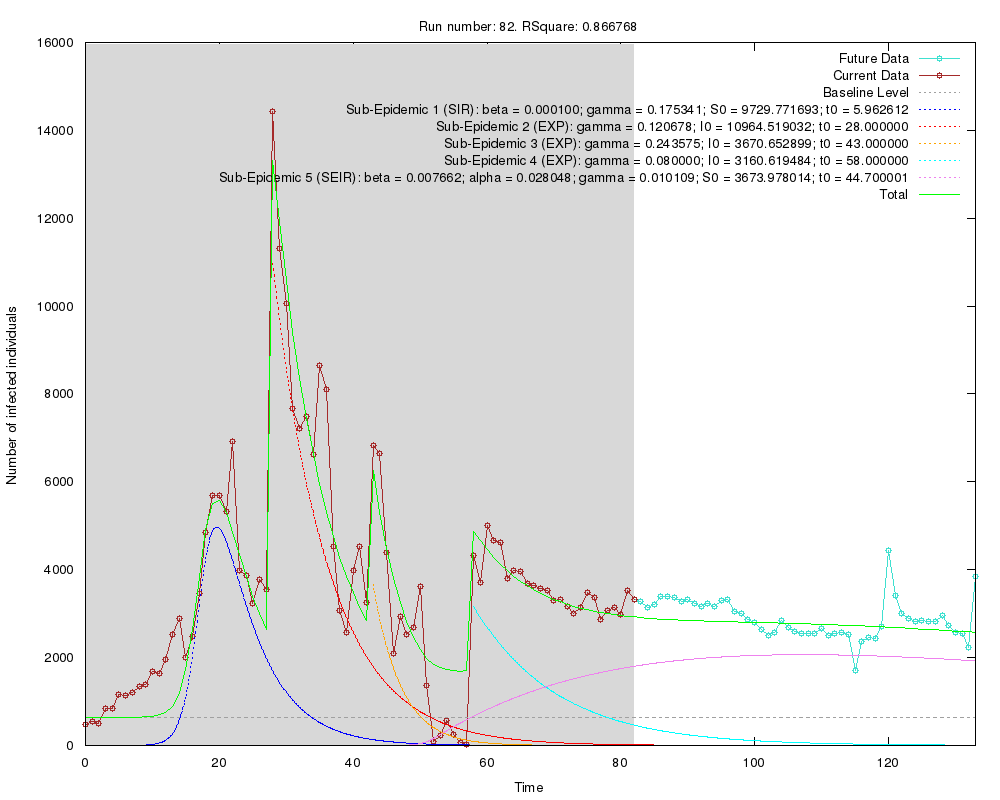 Run number: 82. RSquare: 0.866768
16000
14000
12000
10000
8000
6000
4000
2000
0
Number of infected individuals
Future Data
Current Data
Baseline Level
Sub-Epidemic 1 (SIR): beta = 0.000100; gamma = 0.175341; S0 = 9729.771693; t0 = 5.962612
Sub-Epidemic 2 (EXP): gamma = 0.120678; I0 = 10964.519032; t0 = 28.000000
Sub-Epidemic 3 (EXP): gamma = 0.243575; I0 = 3670.652899; t0 = 43.000000
Sub-Epidemic 4 (EXP): gamma = 0.080000; I0 = 3160.619484; t0 = 58.000000
Sub-Epidemic 5 (SEIR): beta = 0.007662; alpha = 0.028048; gamma = 0.010109; S0 = 3673.978014; t0 = 44.700001
Total
0 20 40 60 80 100 120
Time